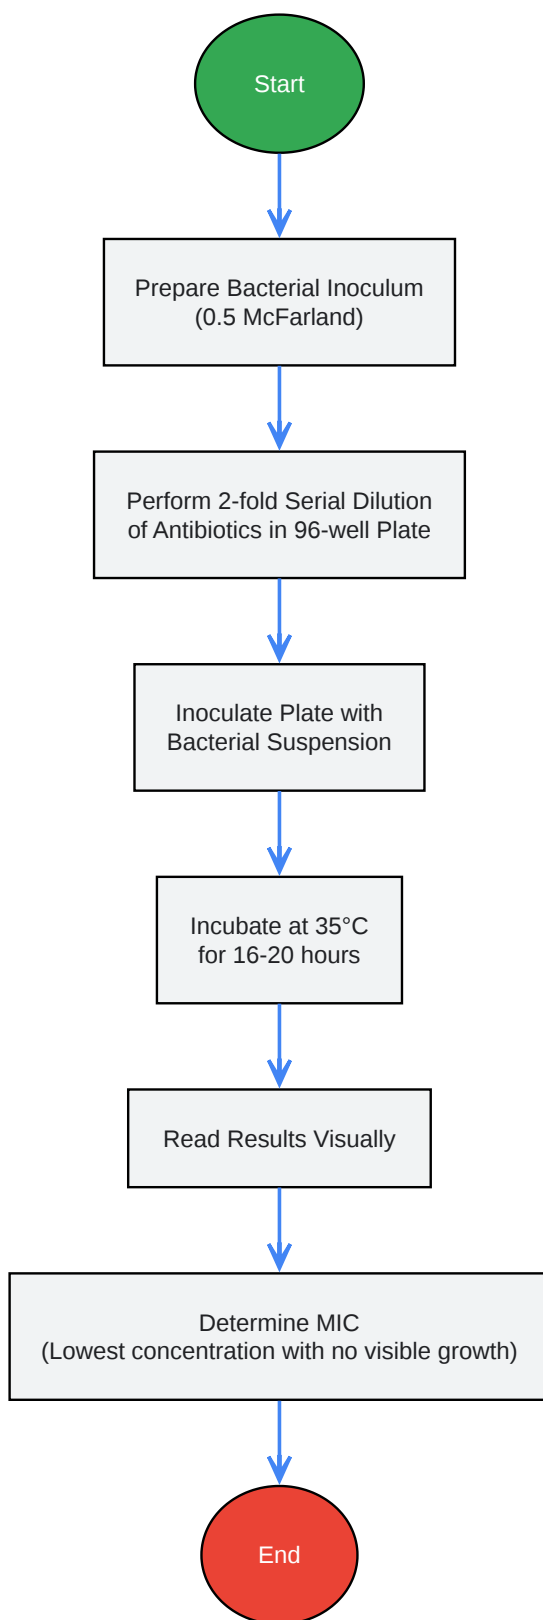 Start
Prepare Bacterial Inoculum
(0.5 McFarland)
Perform 2-fold Serial Dilution
of Antibiotics in 96-well Plate
Inoculate Plate with
Bacterial Suspension
Incubate at 35°C
for 16-20 hours
Read Results Visually
Determine MIC
(Lowest concentration with no visible growth)
End